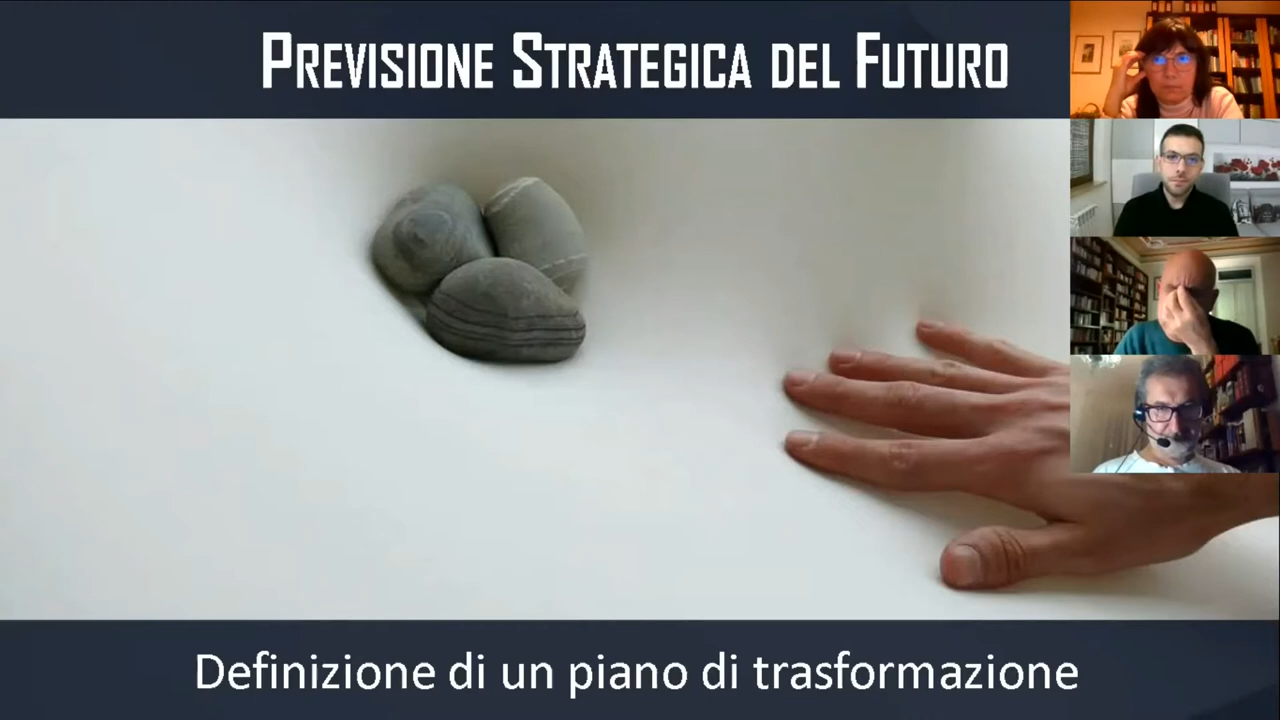 PREVISIONE STRATEGICA DEL FUTURO
Definizione di un piano di trasformazione